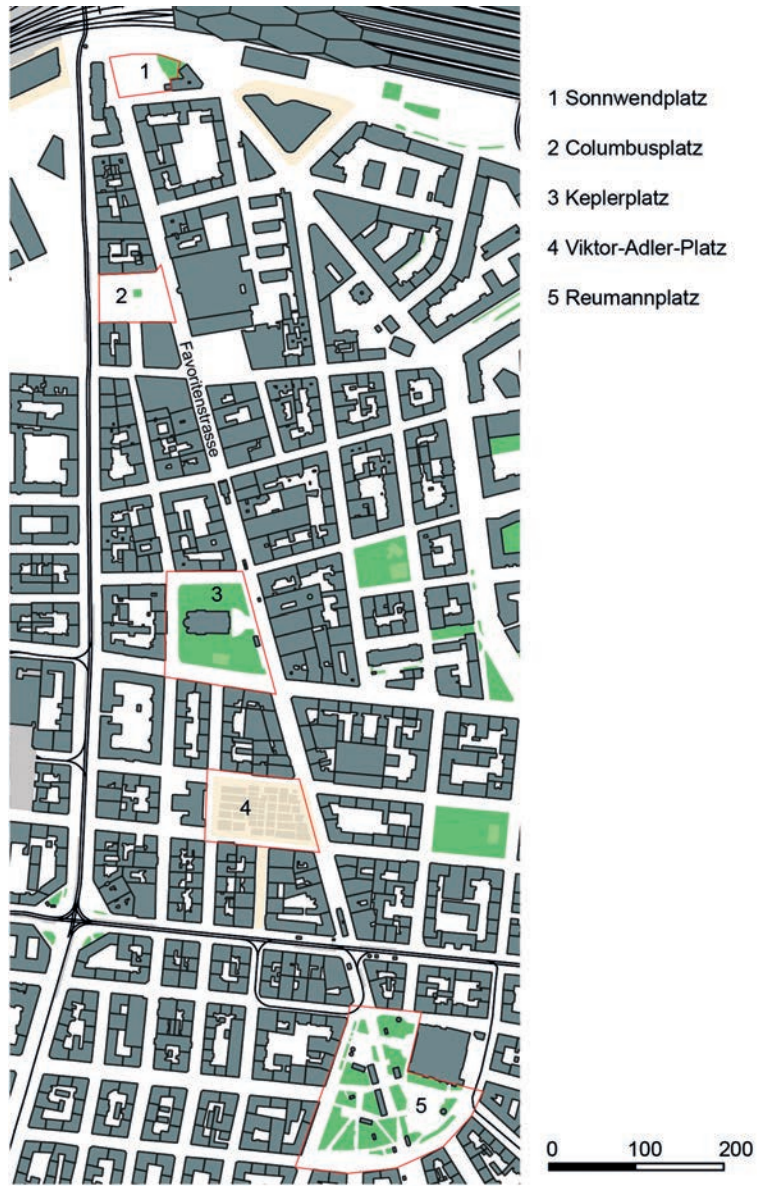 1
2
Favoritenstrasse
3
4
5
1 Sonnwendplatz
2 Columbusplatz
3 Keplerplatz
4 Viktor-Adler-Platz
5 Reumannplatz
0 100 200